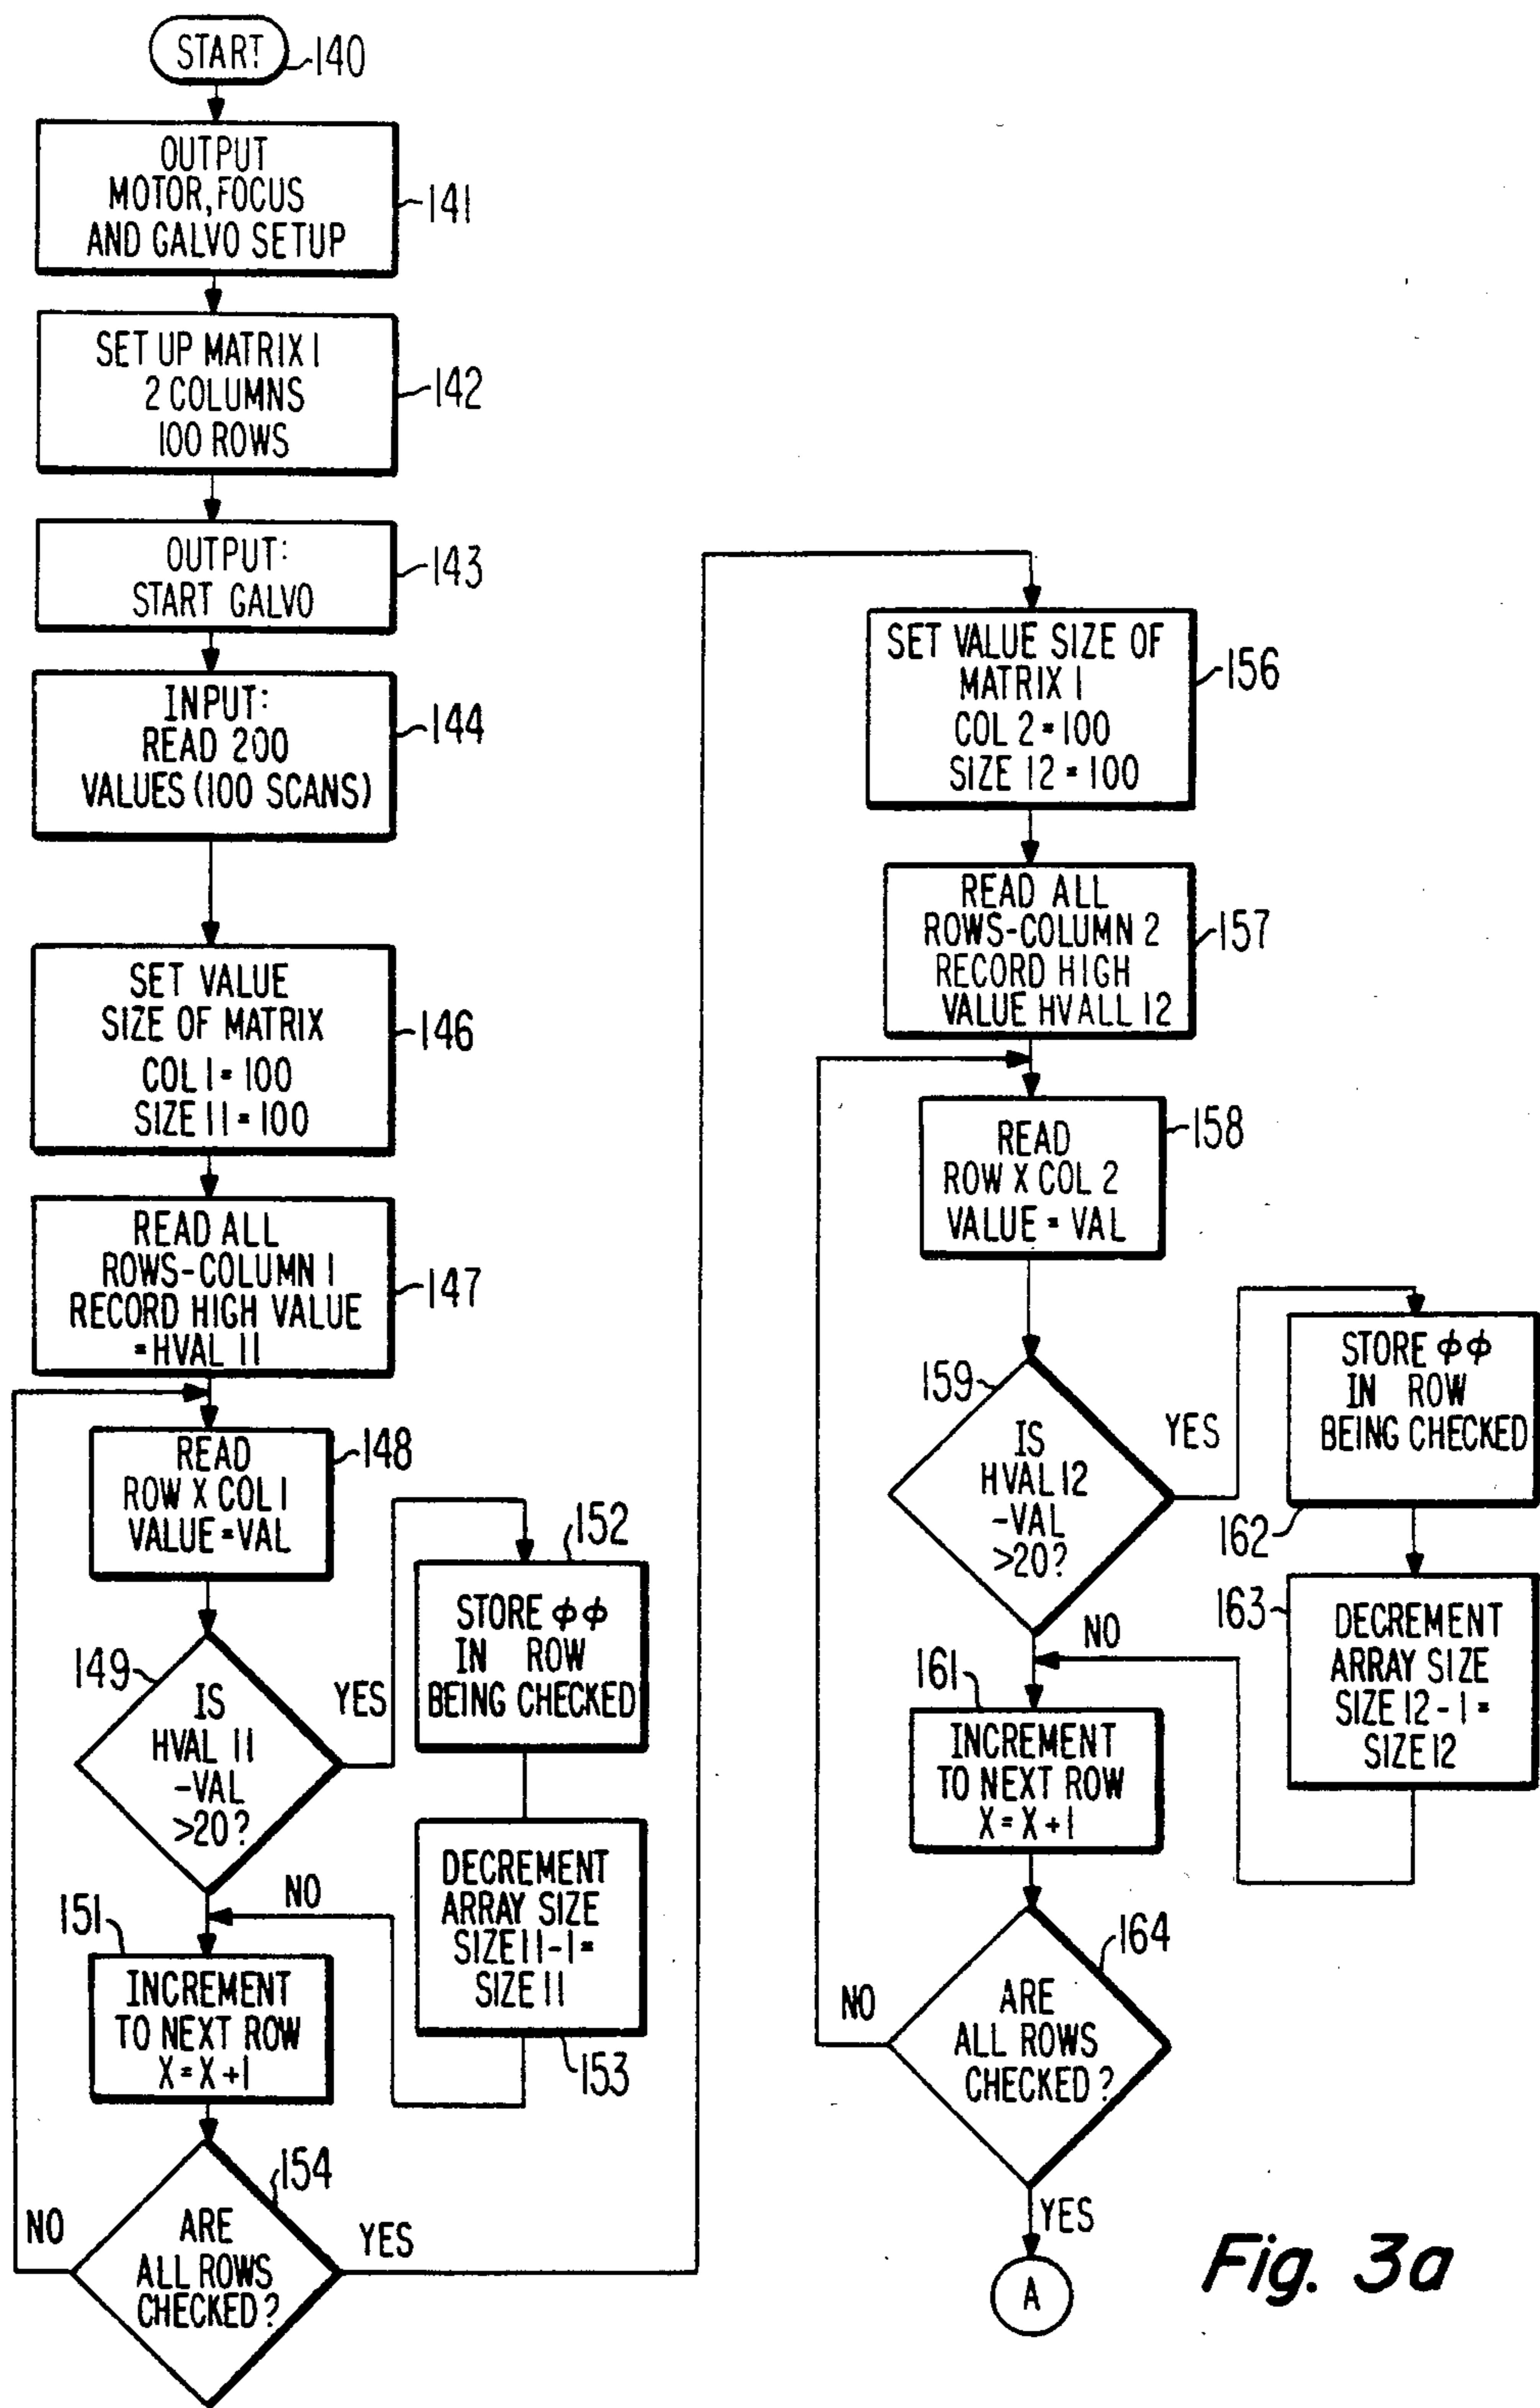 START
140
OUTPUT
MOTOR, FOCUS
AND GALVO SETUP
141
SET UP MATRIX 1
2 COLUMNS
100 ROWS
142
OUTPUT:
START GALVO
143
INPUT:
READ 200
VALUES (100 SCANS)
144
SET VALUE
SIZE OF MATRIX
COL 1 = 100
SIZE 11 = 100
146
READ ALL
ROWS-COLUMN 1
RECORD HIGH VALUE
= HVAL 11
147
READ
ROW X COL 1
VALUE = VAL
148
149
IS
HVAL 11
-VAL
>20?
YES
NO
152
STORE ϕϕ
IN ROW
BEING CHECKED
DECREMENT
ARRAY SIZE
SIZE 11 - 1 =
SIZE 11
153
151
INCREMENT
TO NEXT ROW
X = X + 1
154
ARE
ALL ROWS
CHECKED?
NO
YES
SET VALUE SIZE OF
MATRIX 1
COL 2 = 100
SIZE 12 = 100
156
READ ALL
ROWS-COLUMN 2
RECORD HIGH
VALUE HVALL 12
157
READ
ROW X COL 2
VALUE = VAL
158
159
IS
HVAL 12
-VAL
>20?
YES
NO
STORE ϕϕ
IN ROW
BEING CHECKED
162
163
DECREMENT
ARRAY SIZE
SIZE 12 - 1 =
SIZE 12
161
INCREMENT
TO NEXT ROW
X = X + 1
164
ARE
ALL ROWS
CHECKED?
NO
YES
A
Fig. 3a